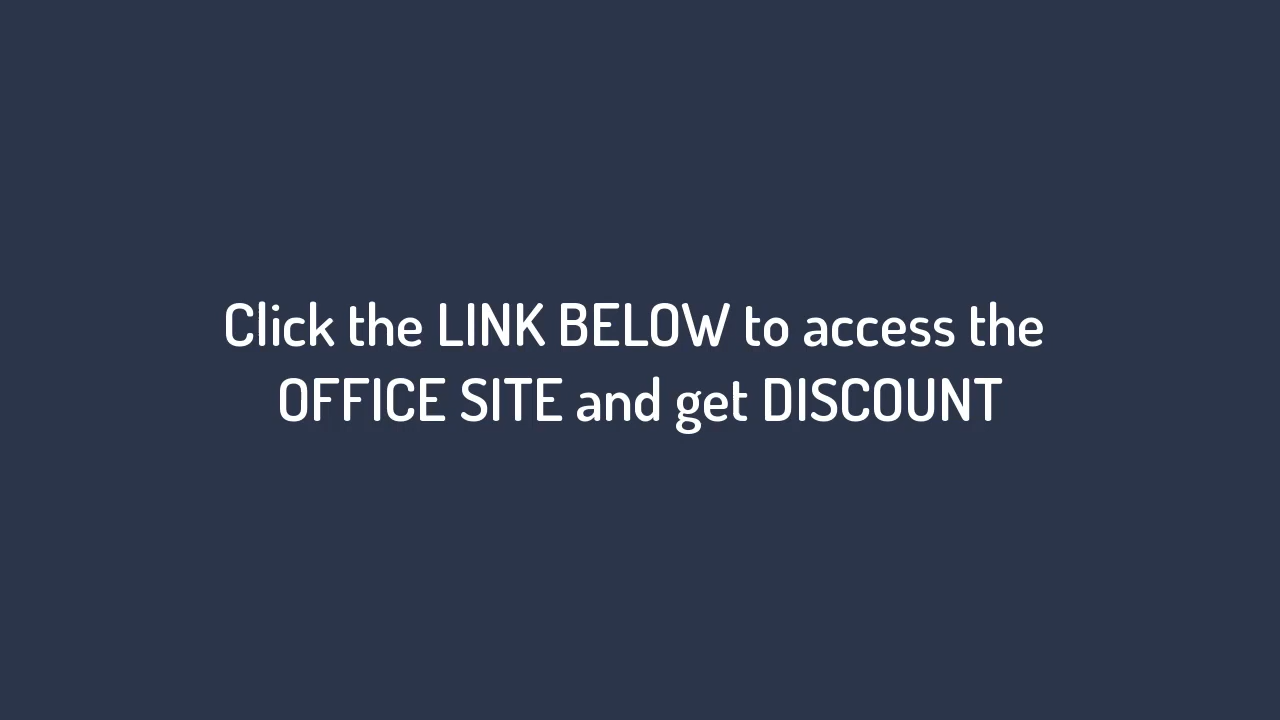 Click the LINK BELOW to access the
OFFICE SITE and get DISCOUNT